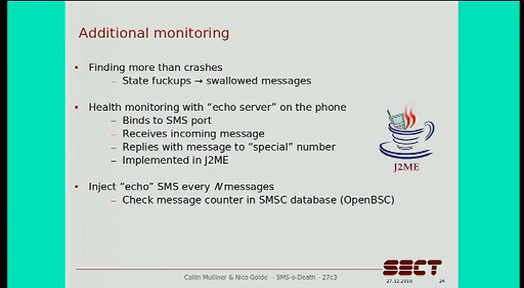 Additional monitoring
Finding more than crashes
– State fuckups → swallowed messages
Health monitoring with “echo server” on the phone
– Binds to SMS port
– Receives incoming message
– Replies with message to “special” number
– Implemented in J2ME
J2ME
Inject “echo” SMS every N messages
– Check message counter in SMSC database (OpenBSC)
SECT
Collin Mulliner & Nico Golde - SMS-o-Death - 27c3
27.12.2010
24